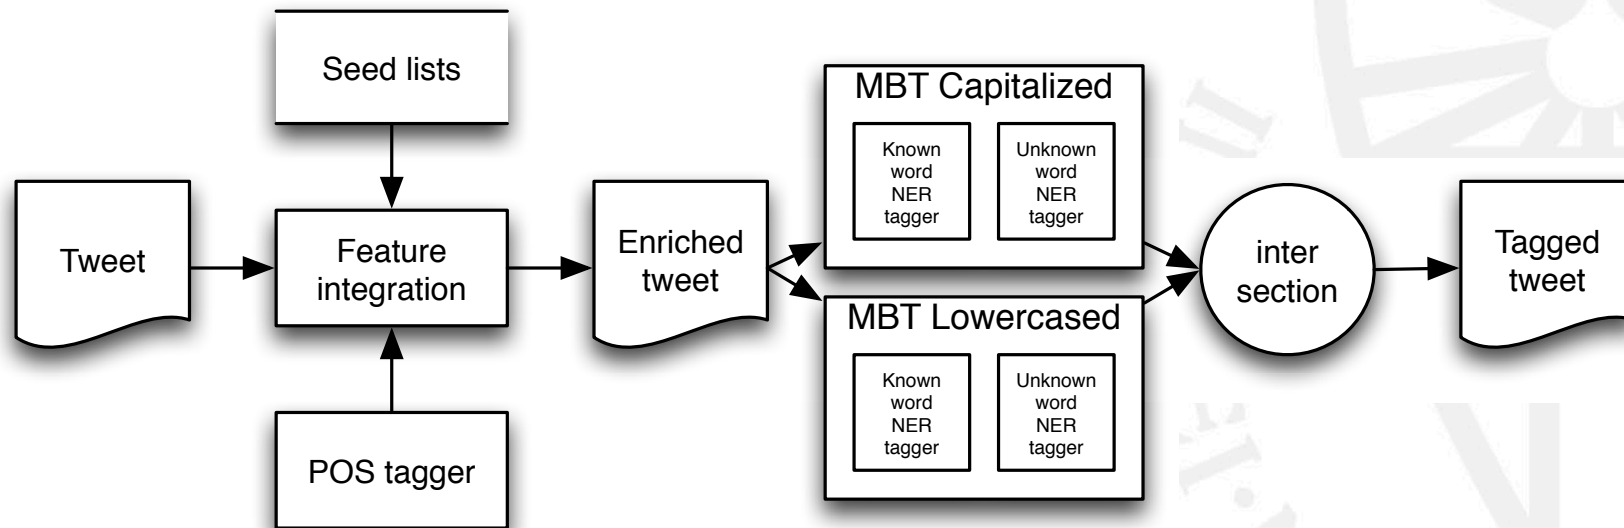 Seed lists
Tweet
Feature
integration
POS tagger
Enriched
tweet
MBT Capitalized
Known
word
NER
tagger
Unknown
word
NER
tagger
MBT Lowercased
Known
word
NER
tagger
Unknown
word
NER
tagger
inter
section
Tagged
tweet